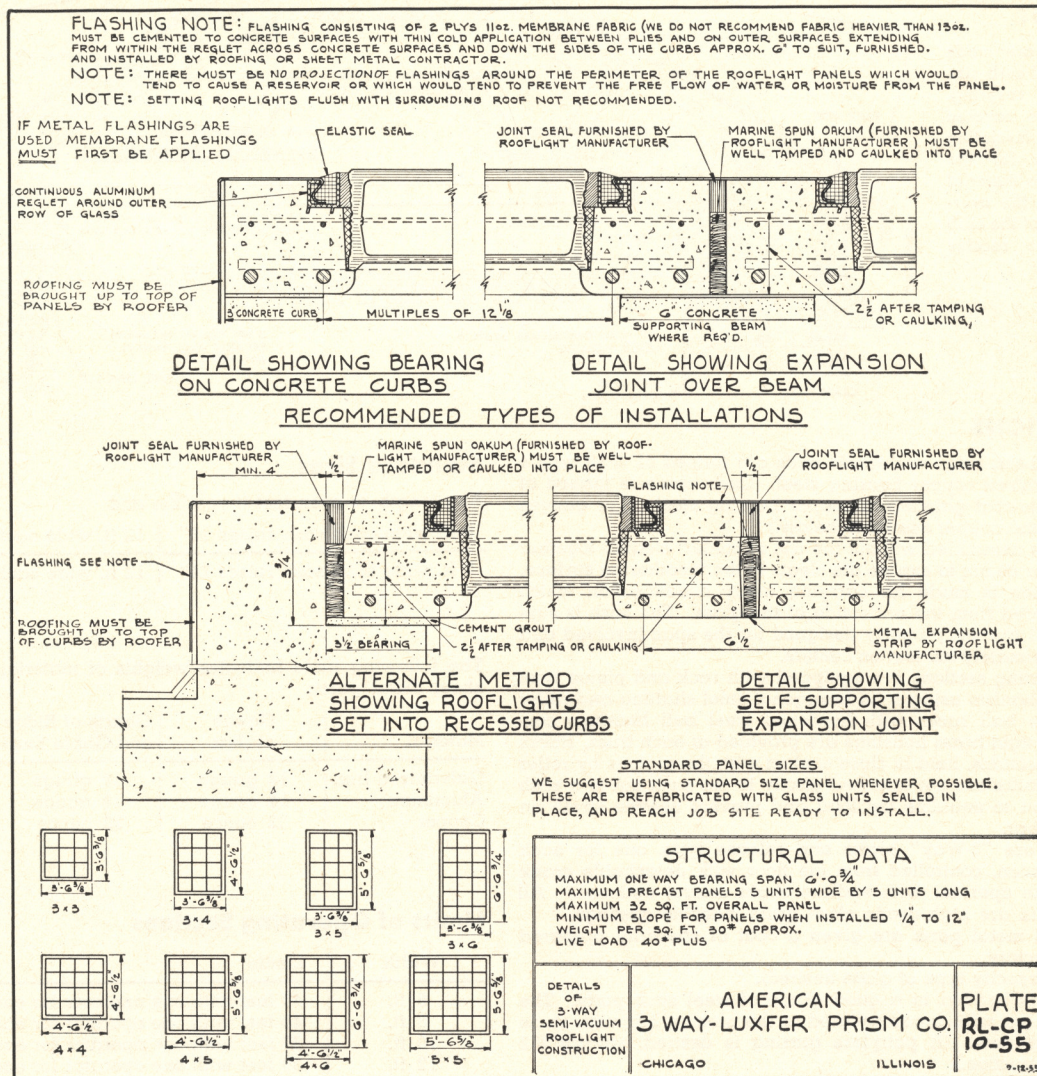 FLASHING NOTE: FLASHING CONSISTING OF 2 PLYS 11oz. MEMBRANE FABRIC (WE DO NOT RECOMMEND FABRIC HEAVIER THAN 13oz.
MUST BE CEMENTED TO CONCRETE SURFACES WITH THIN COLD APPLICATION BETWEEN PLIES AND ON OUTER SURFACES EXTENDING
FROM WITHIN THE REGLET ACROSS CONCRETE SURFACES AND DOWN THE SIDES OF THE CURBS APPROX. 6" TO SUIT, FURNISHED.
AND INSTALLED BY ROOFING OR SHEET METAL CONTRACTOR.
NOTE: THERE MUST BE NO PROJECTION OF FLASHINGS AROUND THE PERIMETER OF THE ROOFLIGHT PANELS WHICH WOULD
TEND TO CAUSE A RESERVOIR OR WHICH WOULD TEND TO PREVENT THE FREE FLOW OF WATER OR MOISTURE FROM THE PANEL.
NOTE: SETTING ROOFLIGHTS FLUSH WITH SURROUNDING ROOF NOT RECOMMENDED.
IF METAL FLASHINGS ARE
USED MEMBRANE FLASHINGS
MUST FIRST BE APPLIED
ELASTIC SEAL
JOINT SEAL FURNISHED BY
ROOFLIGHT MANUFACTURER
MARINE SPUN OAKUM (FURNISHED BY
ROOFLIGHT MANUFACTURER) MUST BE
WELL TAMPED AND CAULKED INTO PLACE
CONTINUOUS ALUMINUM
REGLET AROUND OUTER
ROW OF GLASS
ROOFING MUST BE
BROUGHT UP TO TOP OF
PANELS BY ROOFER
3" CONCRETE CURB
MULTIPLES OF 12 1/8"
6" CONCRETE
SUPPORTING BEAM
WHERE REQ'D.
2 1/2" AFTER TAMPING
OR CAULKING,
DETAIL SHOWING BEARING
ON CONCRETE CURBS
DETAIL SHOWING EXPANSION
JOINT OVER BEAM
RECOMMENDED TYPES OF INSTALLATIONS
JOINT SEAL FURNISHED BY
ROOFLIGHT MANUFACTURER
MIN. 4"
1/2"
MARINE SPUN OAKUM (FURNISHED BY ROOF-
LIGHT MANUFACTURER) MUST BE WELL
TAMPED OR CAULKED INTO PLACE
1/2"
JOINT SEAL FURNISHED BY
ROOFLIGHT MANUFACTURER
FLASHING NOTE
3 3/4"
FLASHING SEE NOTE
ROOFING MUST BE
BROUGHT UP TO TOP
OF CURBS BY ROOFER
CEMENT GROUT
3 1/2 BEARING
2 1/2" AFTER TAMPING OR CAULKING
6 1/2
METAL EXPANSION
STRIP BY ROOFLIGHT
MANUFACTURER
ALTERNATE METHOD
SHOWING ROOFLIGHTS
SET INTO RECESSED CURBS
DETAIL SHOWING
SELF-SUPPORTING
EXPANSION JOINT
STANDARD PANEL SIZES
WE SUGGEST USING STANDARD SIZE PANEL WHENEVER POSSIBLE.
THESE ARE PREFABRICATED WITH GLASS UNITS SEALED IN
PLACE, AND REACH JOB SITE READY TO INSTALL.
3'-6 3/8"
3'-6 3/8"
3 x 3
4'-6 1/2"
3'-6 3/8"
3 x 4
5'-6 5/8"
3'-6 3/8"
3 x 5
6'-6 3/4"
3'-6 3/8"
3 x 6
4'-6 1/2"
4'-6 1/2"
4 x 4
5'-6 5/8"
4'-6 1/2"
4 x 5
6'-6 3/4"
4'-6 1/2"
4 x 6
5'-6 5/8"
5'-6 5/8"
5 x 5
STRUCTURAL DATA
MAXIMUM ONE WAY BEARING SPAN 6'-0 3/4"
MAXIMUM PRECAST PANELS 5 UNITS WIDE BY 5 UNITS LONG
MAXIMUM 32 SQ. FT. OVERALL PANEL
MINIMUM SLOPE FOR PANELS WHEN INSTALLED 1/4 TO 12"
WEIGHT PER SQ. FT. 30# APPROX.
LIVE LOAD 40# PLUS
DETAILS
OF
3-WAY
SEMI-VACUUM
ROOFLIGHT
CONSTRUCTION
AMERICAN
3 WAY-LUXFER PRISM CO.
CHICAGO ILLINOIS
PLATE
RL-CP
10-55
9-12-55